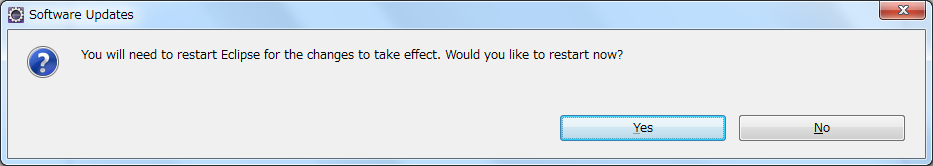 Software Updates
You will need to restart Eclipse for the changes to take effect. Would you like to restart now?
Yes
No